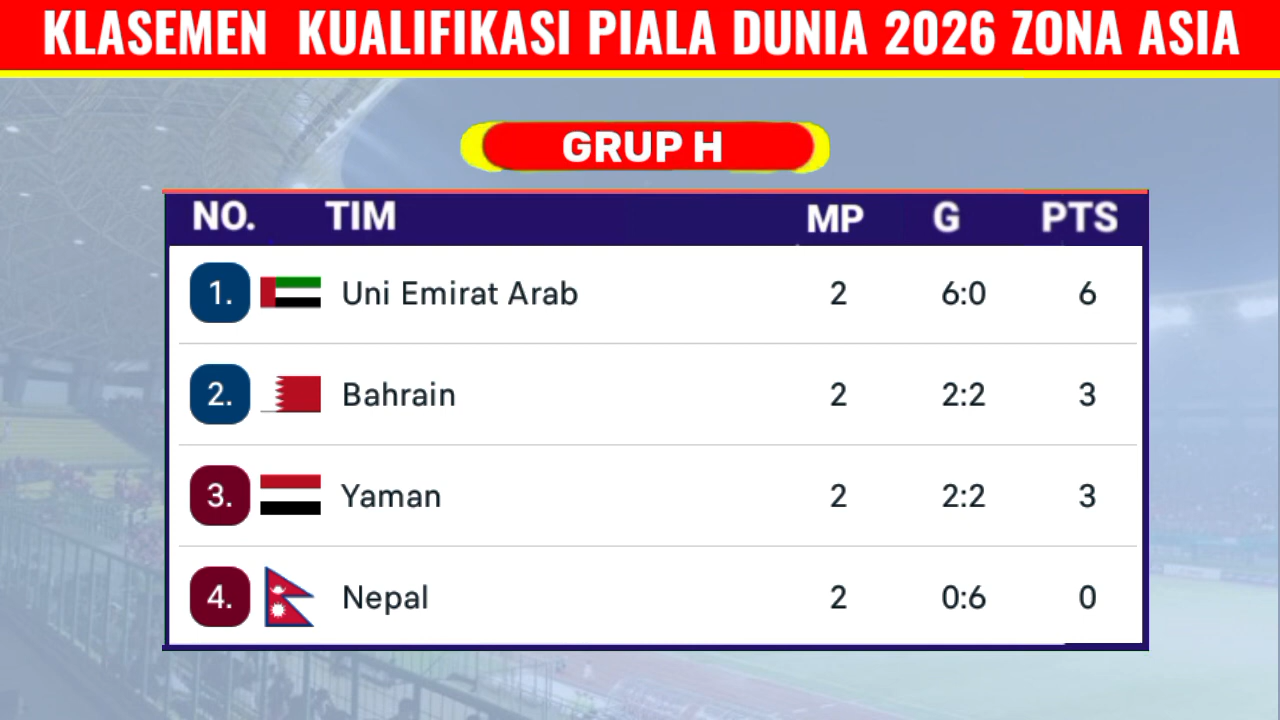 KLASEMEN KUALIFIKASI PIALA DUNIA 2026 ZONA ASIA
GRUP H
NO. TIM MP G PTS
1. Uni Emirat Arab 2 6:0 6
2. Bahrain 2 2:2 3
3. Yaman 2 2:2 3
4. Nepal 2 0:6 0